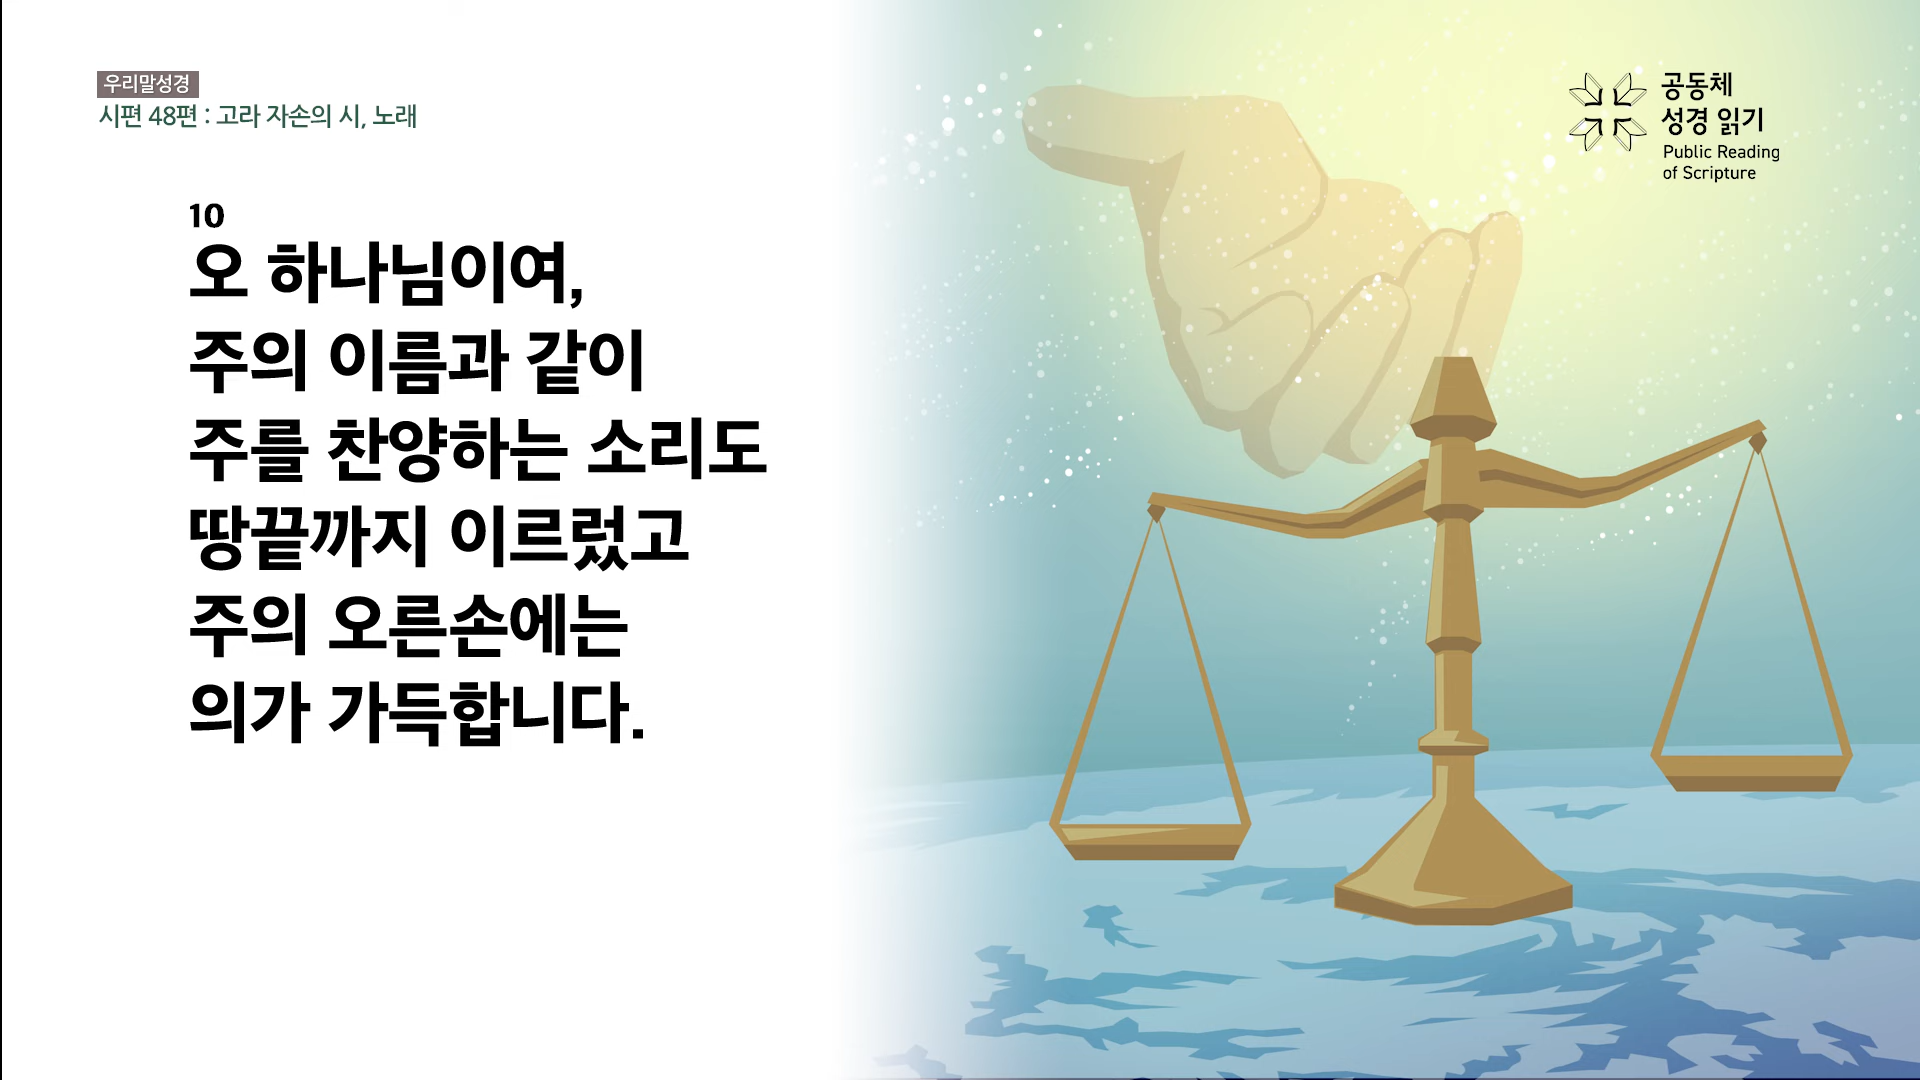 우리말성경
시편 48편 : 고라 자손의 시, 노래
10
오 하나님이여,
주의 이름과 같이
주를 찬양하는 소리도
땅끝까지 이르렀고
주의 오른손에는
의가 가득합니다.
공동체
성경 읽기
Public Reading
of Scripture